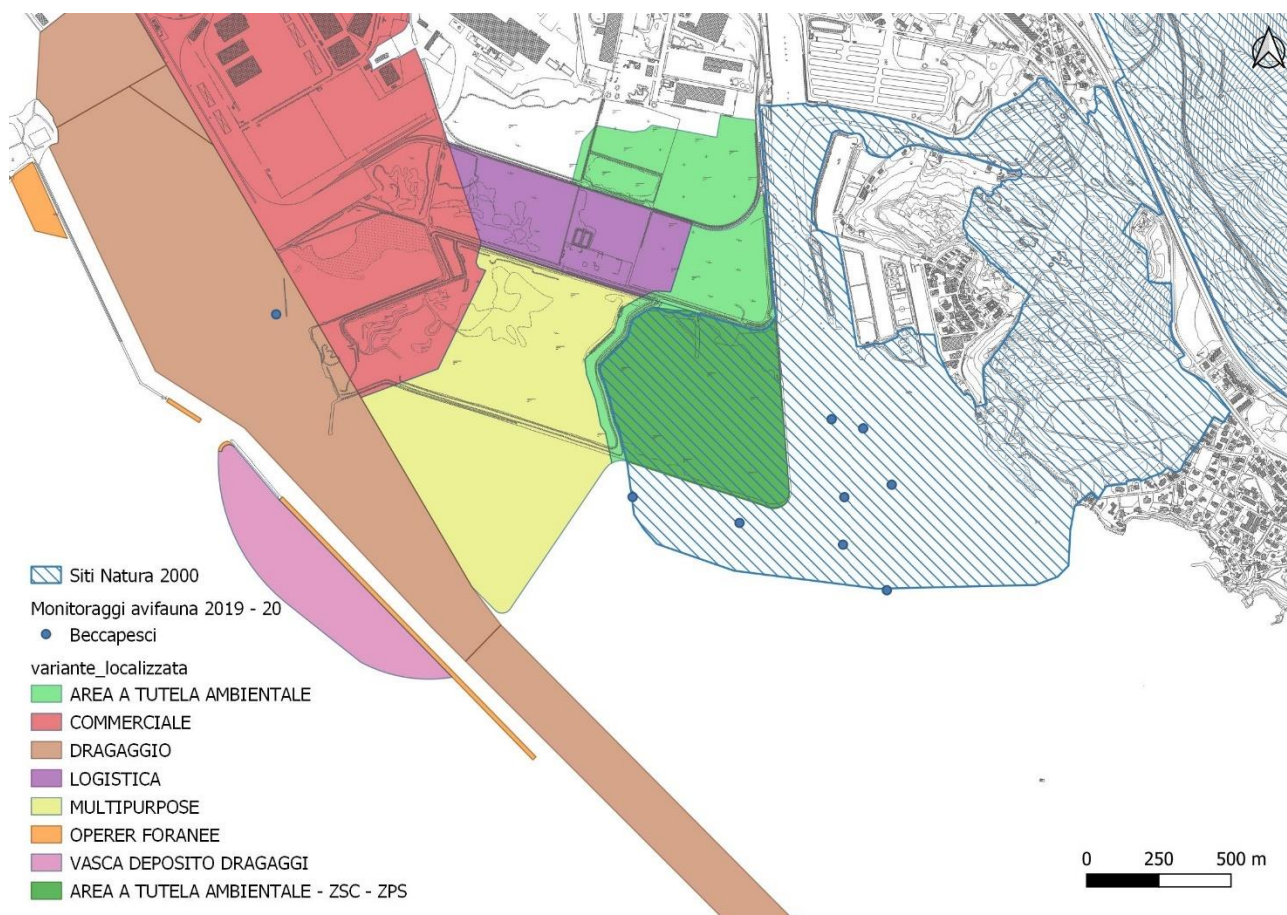 Siti Natura 2000
Monitoraggi avifauna 2019 - 20
Beccapesci
variante_localizzata
AREA A TUTELA AMBIENTALE
COMMERCIALE
DRAGAGGIO
LOGISTICA
MULTIPURPOSE
OPERER FORANEE
VASCA DEPOSITO DRAGAGGI
AREA A TUTELA AMBIENTALE - ZSC - ZPS
0 250 500 m